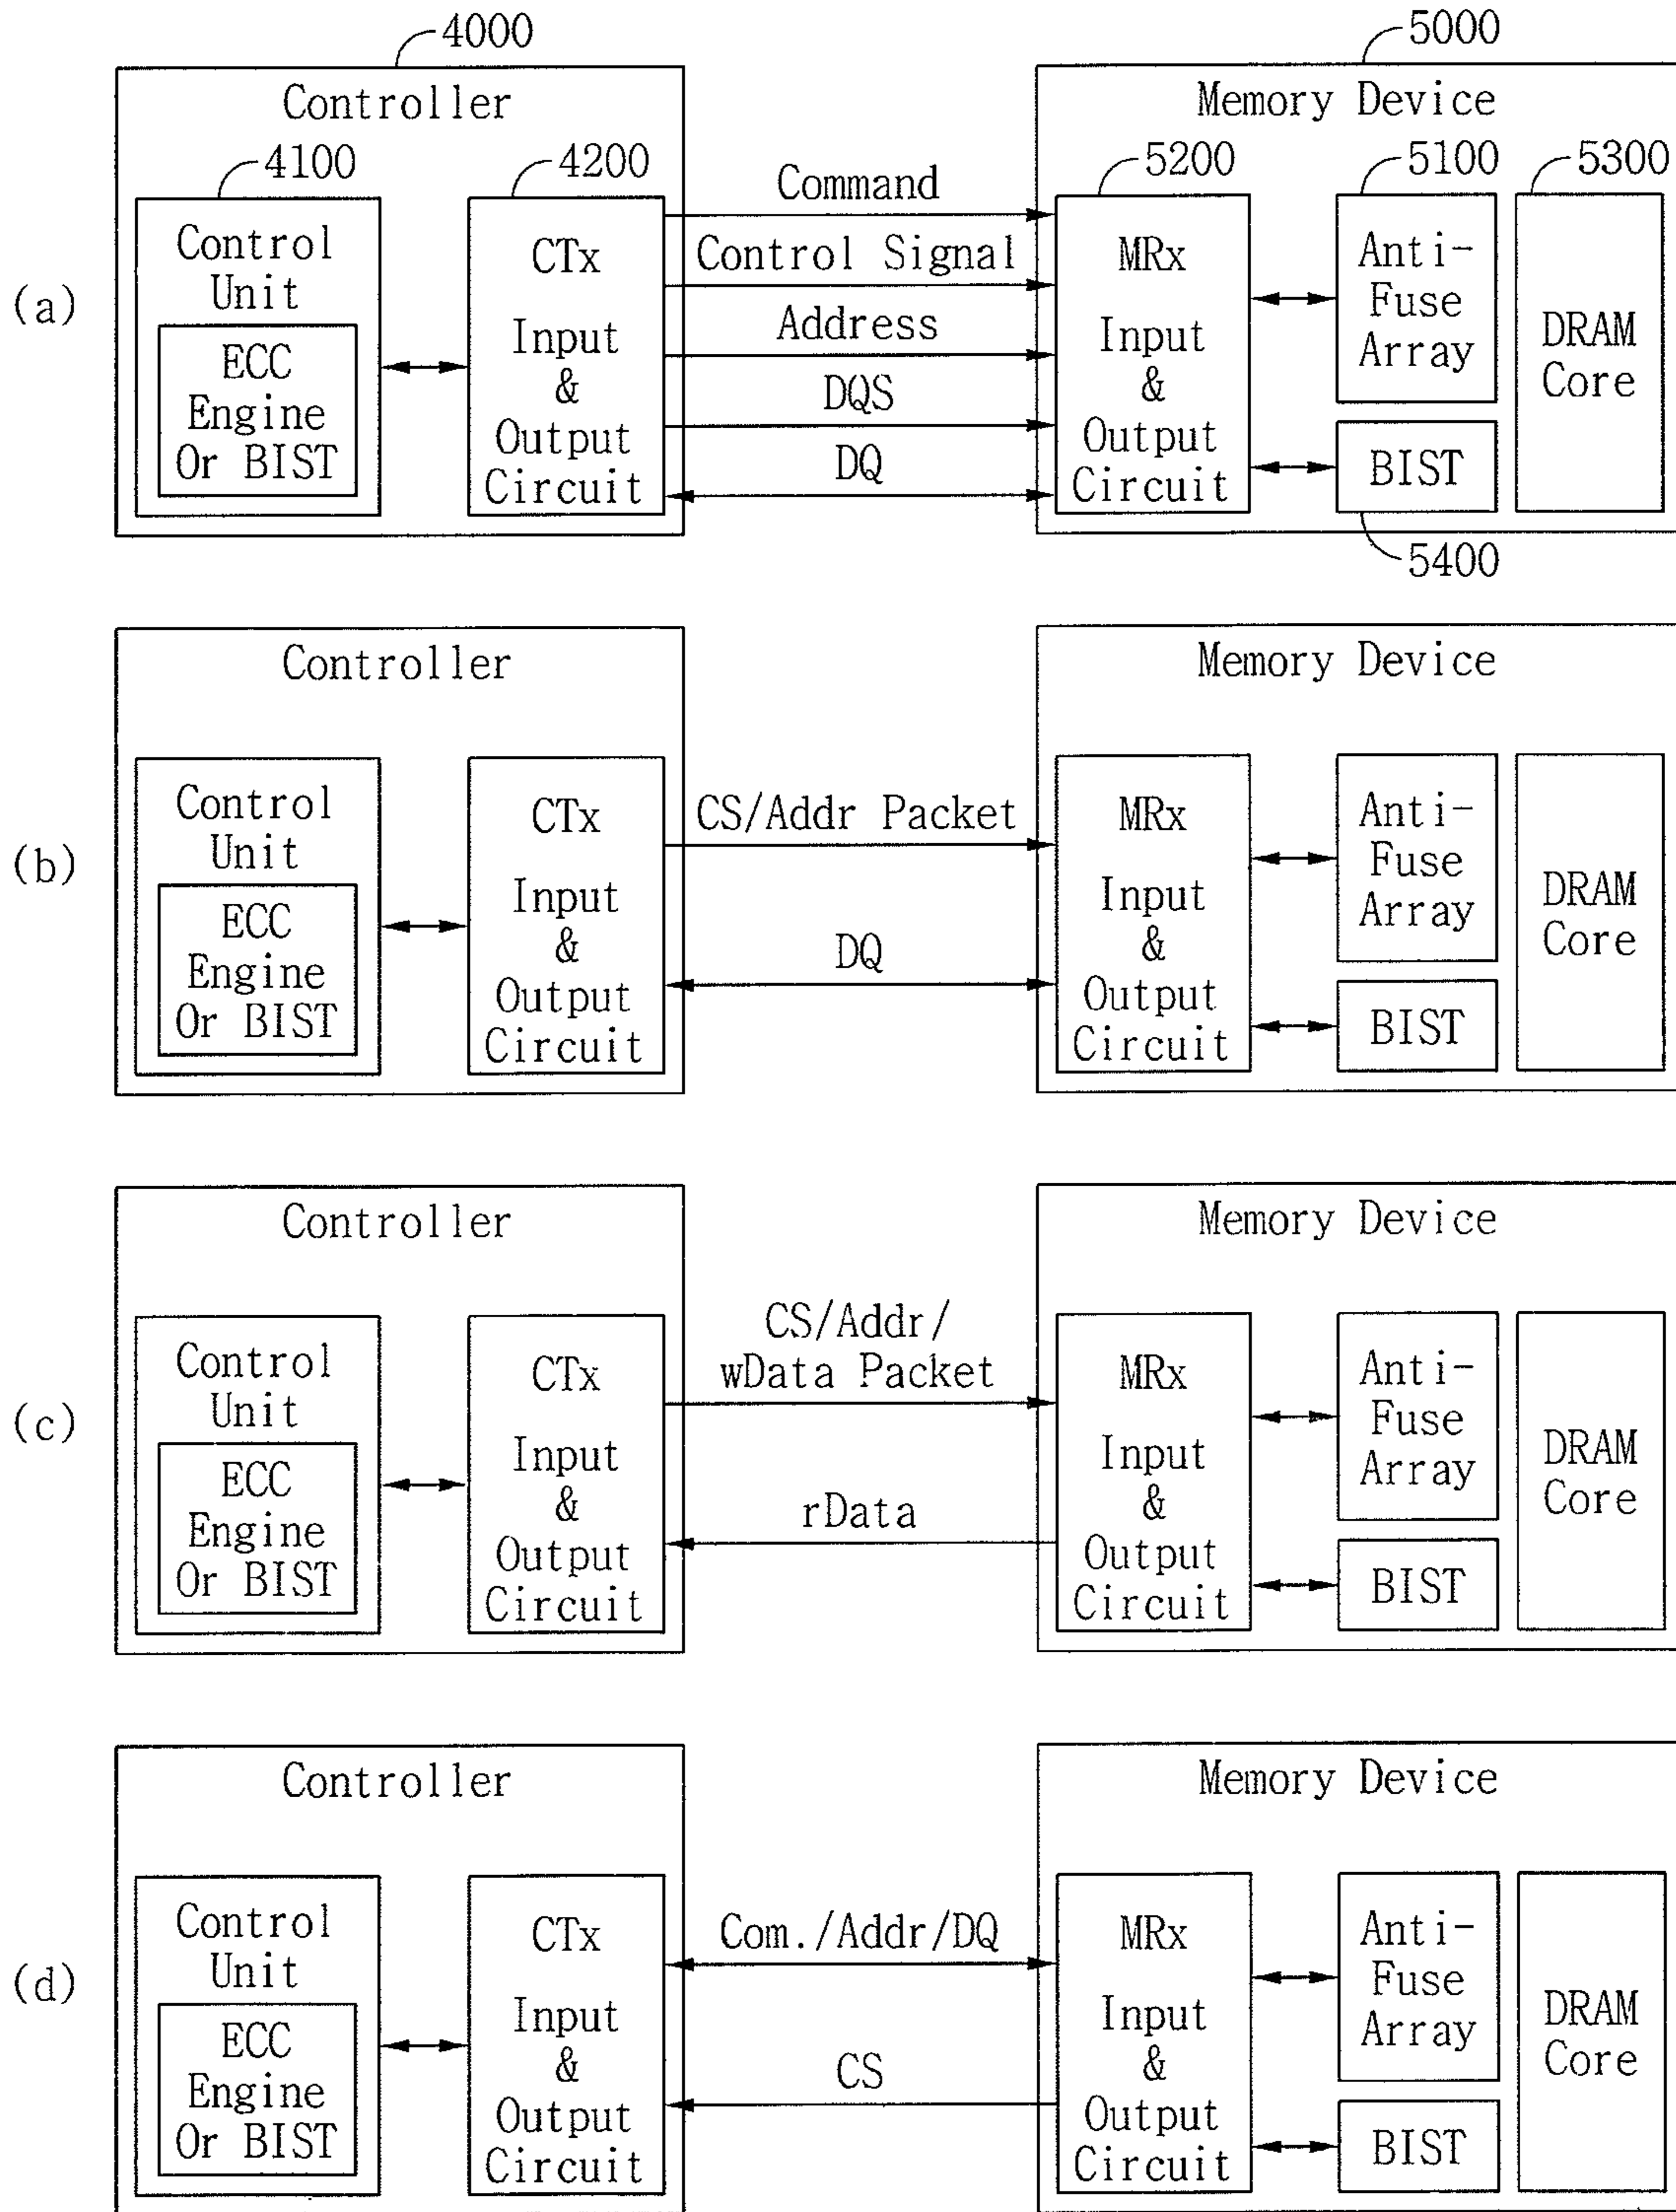 4000
5000
Controller
Memory Device
4100
4200
5200
5100
5300
(a)
Control
Unit
ECC
Engine
Or BIST
CTx
Input
&
Output
Circuit
Command
Control Signal
Address
DQS
DQ
MRx
Input
&
Output
Circuit
Anti-
Fuse
Array
BIST
DRAM
Core
5400
Controller
Memory Device
(b)
Control
Unit
ECC
Engine
Or BIST
CTx
Input
&
Output
Circuit
CS/Addr Packet
DQ
MRx
Input
&
Output
Circuit
Anti-
Fuse
Array
BIST
DRAM
Core
Controller
Memory Device
(c)
Control
Unit
ECC
Engine
Or BIST
CTx
Input
&
Output
Circuit
CS/Addr/
wData Packet
rData
MRx
Input
&
Output
Circuit
Anti-
Fuse
Array
BIST
DRAM
Core
Controller
Memory Device
(d)
Control
Unit
ECC
Engine
Or BIST
CTx
Input
&
Output
Circuit
Com./Addr/DQ
CS
MRx
Input
&
Output
Circuit
Anti-
Fuse
Array
BIST
DRAM
Core